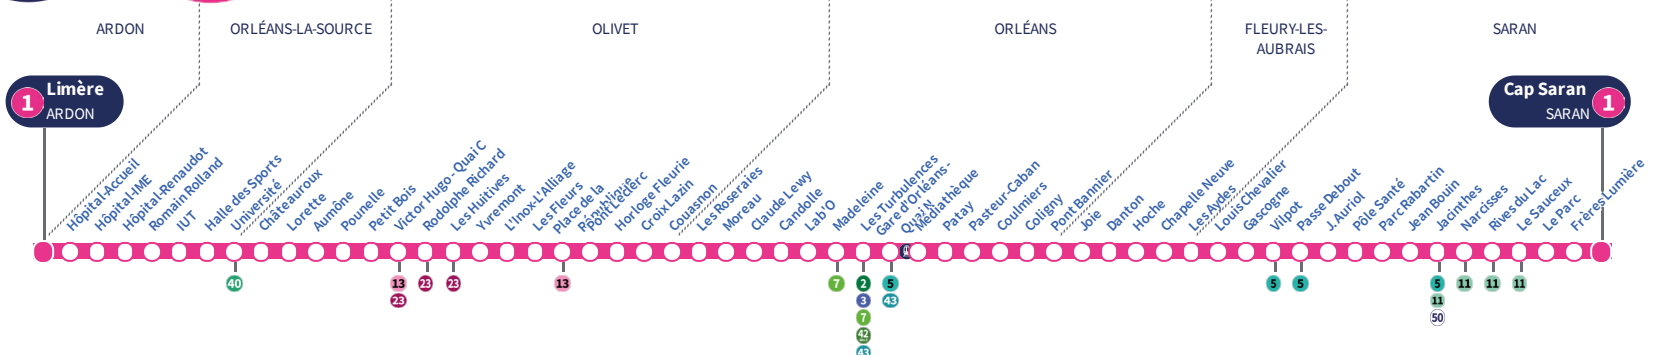 ARDON
ORLÉANS-LA-SOURCE
OLIVET
ORLÉANS
FLEURY-LES-
AUBRAIS
SARAN
1 Limère
ARDON
Cap Saran 1
SARAN
Hôpital-Accueil
Hôpital-IME
Hôpital-Renaudot
Romain Rolland
IUT
Halle des Sports
Université
Châteauroux
Lorette
Aumône
Pounelle
Petit Bois
Victor Hugo - Quai C
Rodolphe Richard
Les Huitives
Yvremont
L'Inox-L'Alliage
Les Fleurs
Place de la
République
Pont Leclerc
Horloge Fleurie
Croix Lazin
Couasnon
Les Roseraies
Moreau
Claude Lewy
Candolle
Lab'O
Madeleine
Les Turbulences
Gare d'Orléans -
Quai N
Médiathèque
Patay
Pasteur-Caban
Coulmiers
Coligny
Pont Bannier
Joie
Danton
Hoche
Chapelle Neuve
Les Aydes
Louis Chevalier
Gascogne
Vilpot
Passe Debout
J. Auriol
Pôle Santé
Parc Rabartin
Jean Bouin
Jacinthes
Narcisses
Rives du Lac
Le Sauceux
Le Parc
Frères Lumière
40
13
23
23
23
13
7
2
3
7
42
43
5
43
5
5
5
11
50
11
11
11